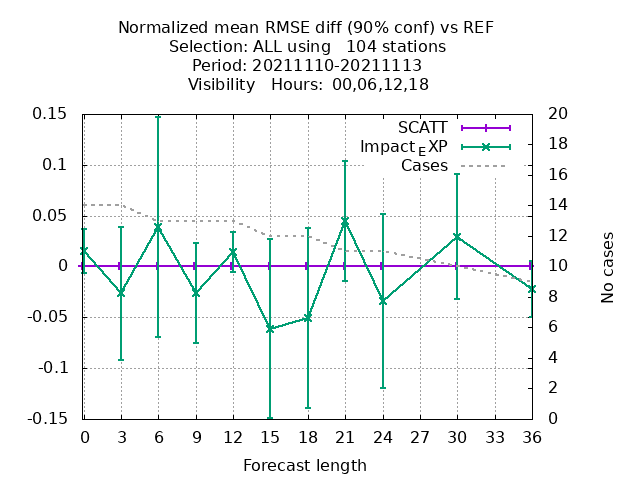 Normalized mean RMSE diff (90% conf) vs REF
Selection: ALL using   104 stations
Period: 20211110-20211113
Visibility   Hours: 00,06,12,18
SCATT
Impact_EXP
Cases
0.15
0.1
0.05
0
-0.05
-0.1
-0.15
20
18
16
14
12
10
8
6
4
2
0
No cases
0 3 6 9 12 15 18 21 24 27 30 33 36
Forecast length